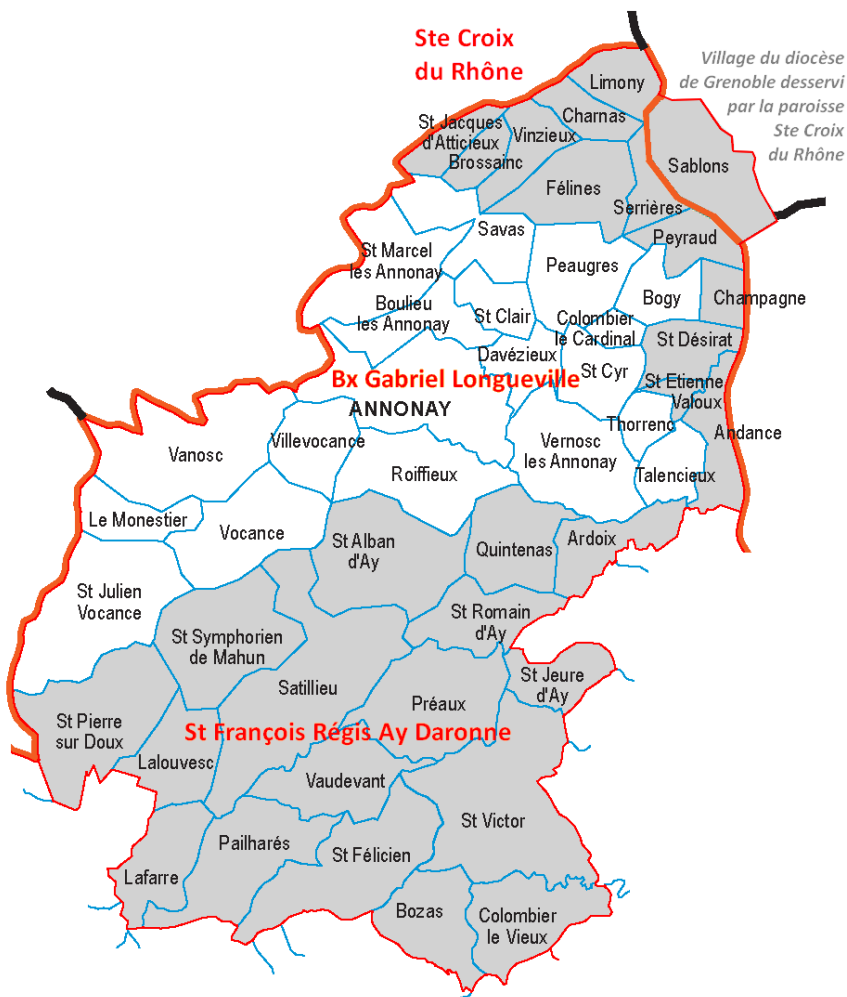 Ste Croix
du Rhône
Village du diocèse
de Grenoble desservi
par la paroisse
Ste Croix
du Rhône
Limony
Charnas
St Jacques
d'Atticieux
Vinzieux
Brossainc
Sablons
Félines
Serrières
Savas
Peyraud
St Marcel
les Annonay
Peaugres
Bogy
Champagne
Boulieu
les Annonay
St Clair
Colombier
le Cardinal
St Désirat
Davézieux
St Cyr
Bx Gabriel Longueville
St Etienne
Valoux
ANNONAY
Thorrenc
Andance
Villevocance
Vernosc
les Annonay
Vanosc
Roiffieux
Talencieux
Le Monestier
Vocance
St Alban
d'Ay
Quintenas
Ardoix
St Julien
Vocance
St Romain
d'Ay
St Symphorien
de Mahun
St Jeure
d'Ay
Satillieu
Préaux
St Pierre
sur Doux
St François Régis Ay Daronne
Lalouvesc
Vaudevant
St Victor
Pailharés
St Félicien
Lafarre
Bozas
Colombier
le Vieux